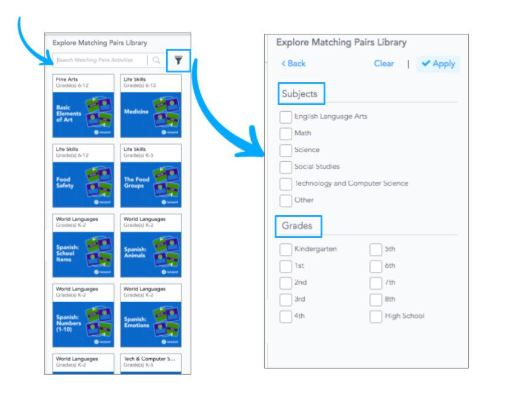 Explore Matching Pairs Library
Search Matching Pairs Activities
Fine Arts
Grade(s) 6-12
Basic
Elements
of Art
Life Skills
Grade(s) 6-12
Medicine
Life Skills
Grade(s) 6-12
Food
Safety
Life Skills
Grade(s) K-5
The Food
Groups
World Languages
Grade(s) K-2
Spanish:
School
Items
World Languages
Grade(s) K-2
Spanish:
Animals
World Languages
Grade(s) K-2
Spanish:
Numbers
(1-10)
World Languages
Grade(s) K-2
Spanish:
Emotions
World Languages
Grade(s) K-2
Tech & Computer S...
Explore Matching Pairs Library
< Back
Clear | Apply
Subjects
English Language Arts
Math
Science
Social Studies
Technology and Computer Science
Other
Grades
Kindergarten
1st
2nd
3rd
4th
5th
6th
7th
8th
High School